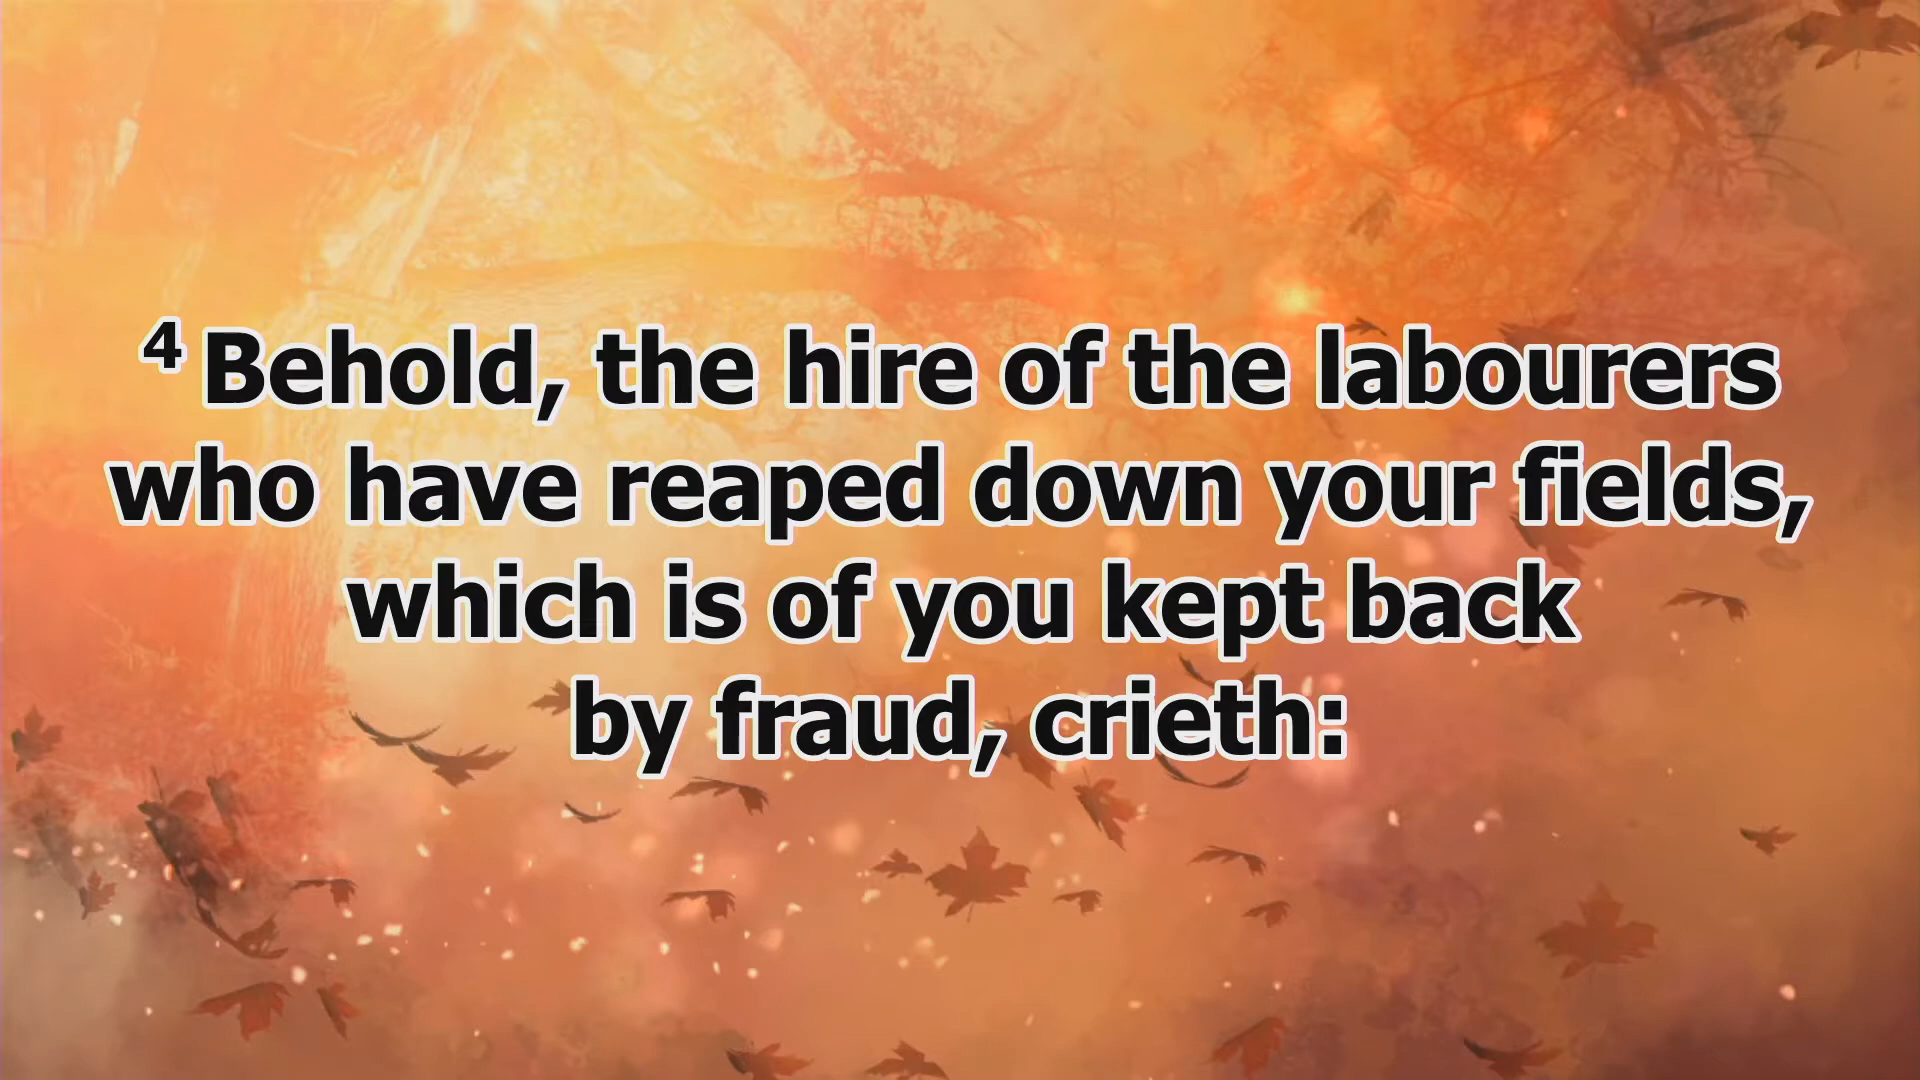 4 Behold, the hire of the labourers
who have reaped down your fields,
which is of you kept back
by fraud, crieth: